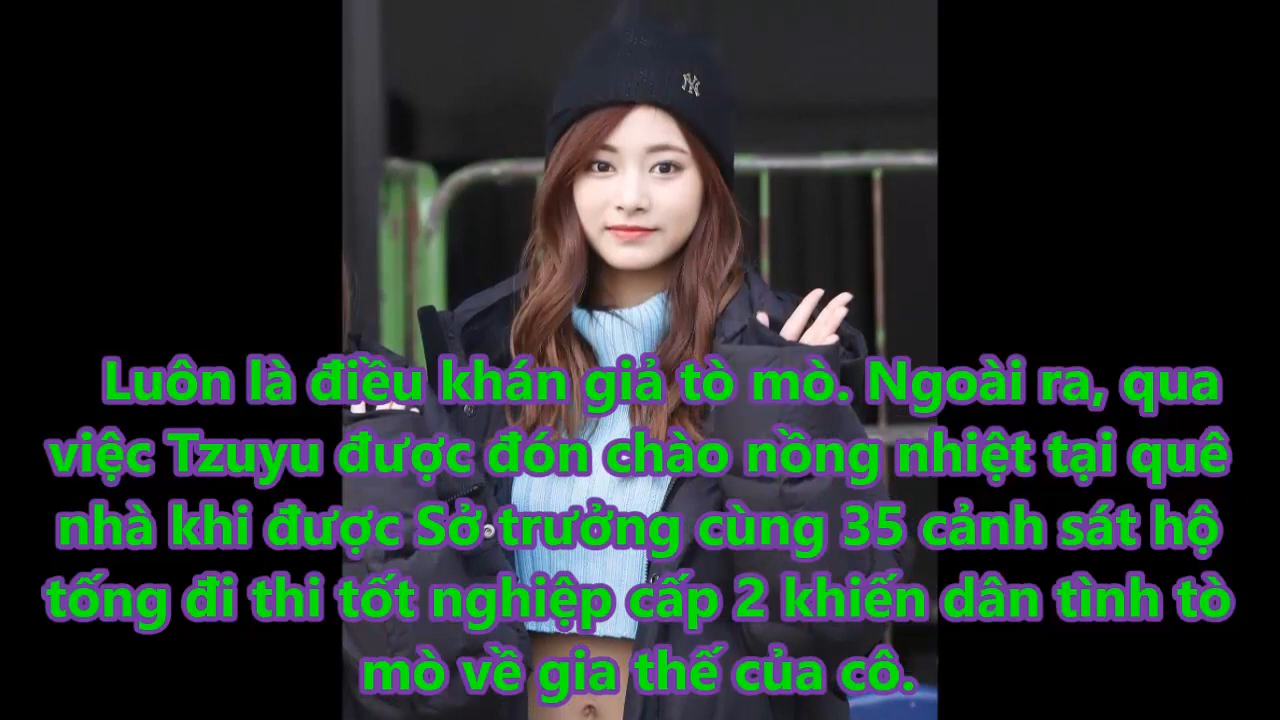 NY
Luôn là điều khán giả tò mò. Ngoài ra, qua
việc Tzuyu được đón chào nồng nhiệt tại quê
nhà khi được Sở trưởng cùng 35 cảnh sát hộ
tống đi thi tốt nghiệp cấp 2 khiến dân tình tò
mò về gia thế của cô.